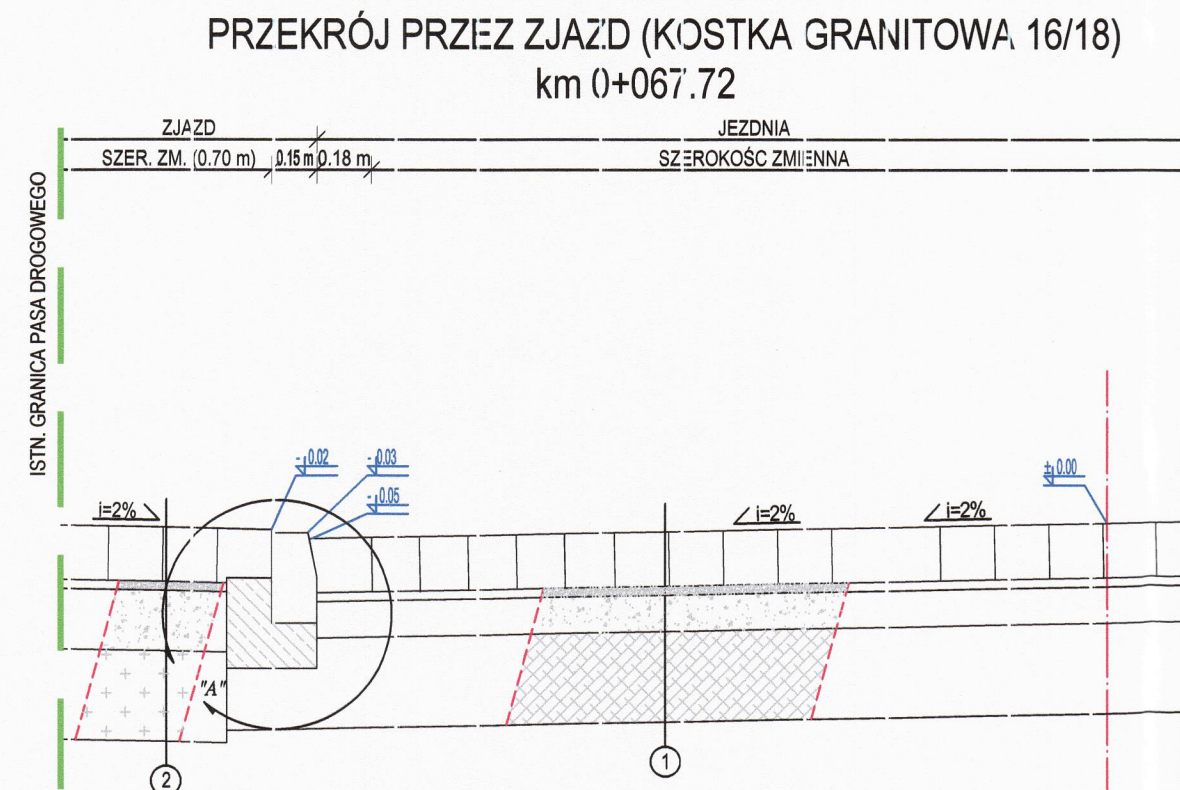 PRZEKRÓJ PRZEZ ZJAZD (KOSTKA GRANITOWA 16/18)
km 0+067.72
ZJAZD
JEZDNIA
SZER. ZM. (0.70 m)
0.15 m
0.18 m
SZEROKOŚC ZMIENNA
ISTN. GRANICA PASA DROGOWEGO
-0.02
-0.03
-0.05
±0.00
i=2%
i=2%
i=2%
"A"
1
2